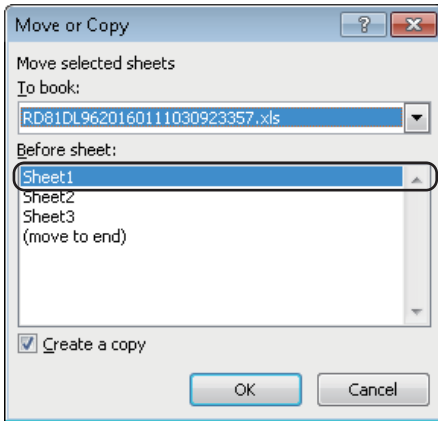 Move or Copy
Move selected sheets
To book:
RD81DL9620160111030923357.xls
Before sheet:
Sheet1
Sheet2
Sheet3
(move to end)
Create a copy
OK Cancel